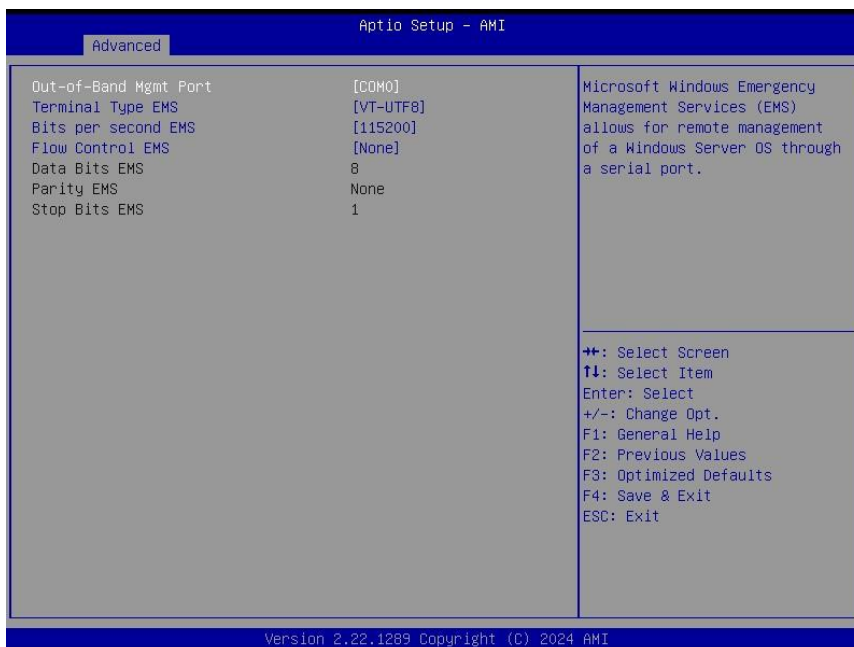 Aptio Setup – AMI
Advanced
Out-of-Band Mgmt Port [COM0]
Terminal Type EMS [VT-UTF8]
Bits per second EMS [115200]
Flow Control EMS [None]
Data Bits EMS 8
Parity EMS None
Stop Bits EMS 1
Microsoft Windows Emergency
Management Services (EMS)
allows for remote management
of a Windows Server OS through
a serial port.
→←: Select Screen
↑↓: Select Item
Enter: Select
+/-: Change Opt.
F1: General Help
F2: Previous Values
F3: Optimized Defaults
F4: Save & Exit
ESC: Exit
Version 2.22.1289 Copyright (C) 2024 AMI